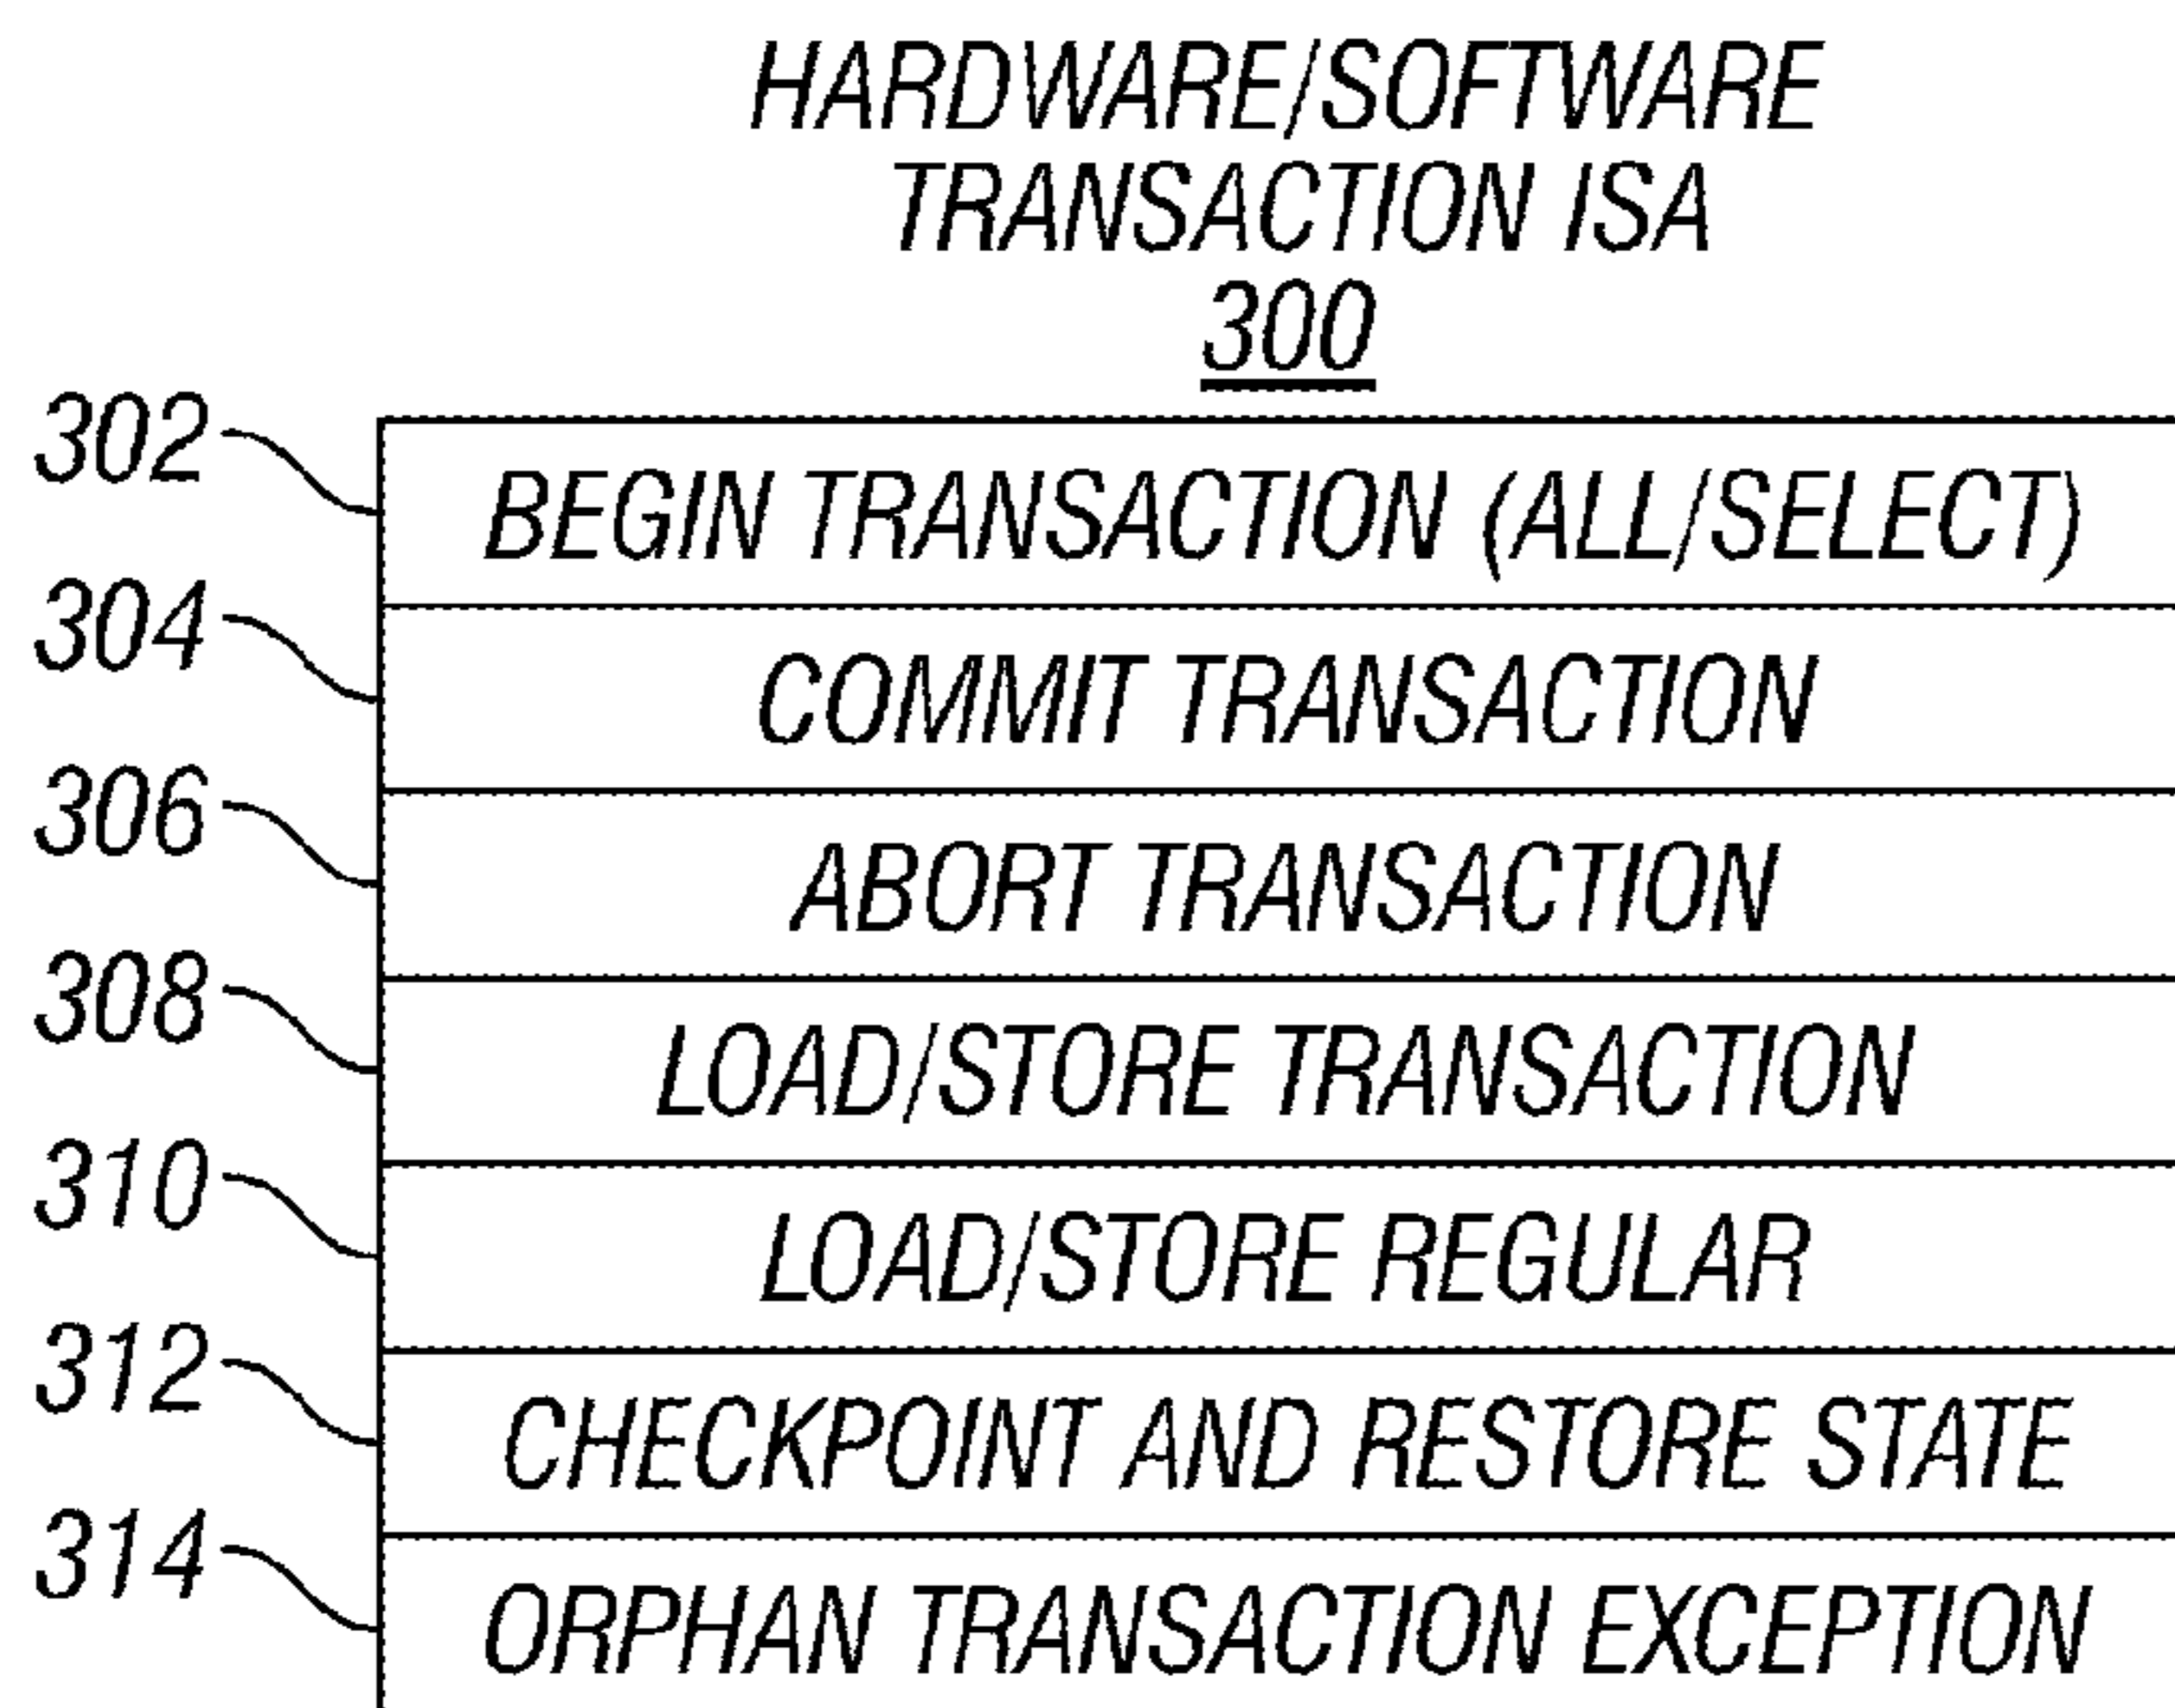 HARDWARE/SOFTWARE
TRANSACTION ISA
300
302
BEGIN TRANSACTION (ALL/SELECT)
304
COMMIT TRANSACTION
306
ABORT TRANSACTION
308
LOAD/STORE TRANSACTION
310
LOAD/STORE REGULAR
312
CHECKPOINT AND RESTORE STATE
314
ORPHAN TRANSACTION EXCEPTION